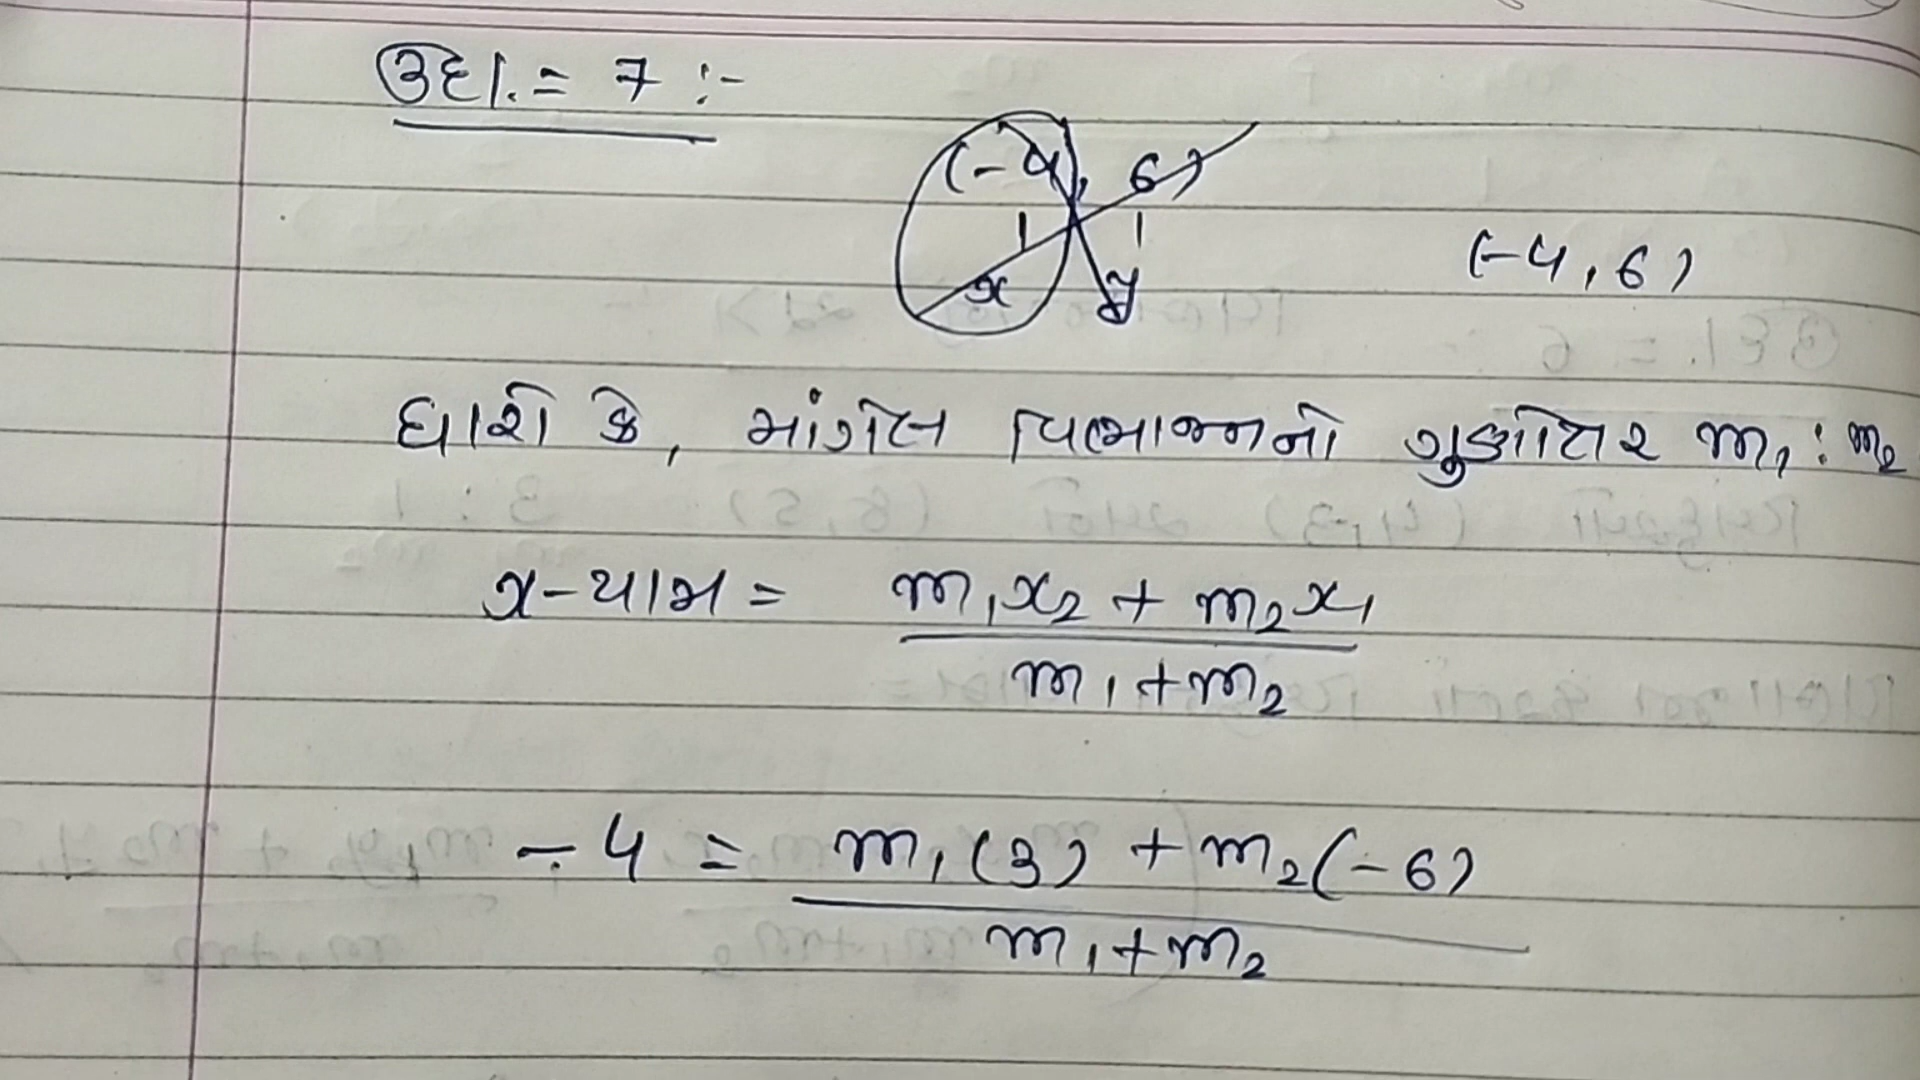 ઉદા. = 7 :-
(-4, 6)
x y
(-4, 6)
ધારો કે, માંગેલ વિભાજનનો ગુણોત્તર m₁ : m₂
x-યામ = m₁x₂ + m₂x₁
m₁ + m₂
-4 = m₁(3) + m₂(-6)
m₁ + m₂